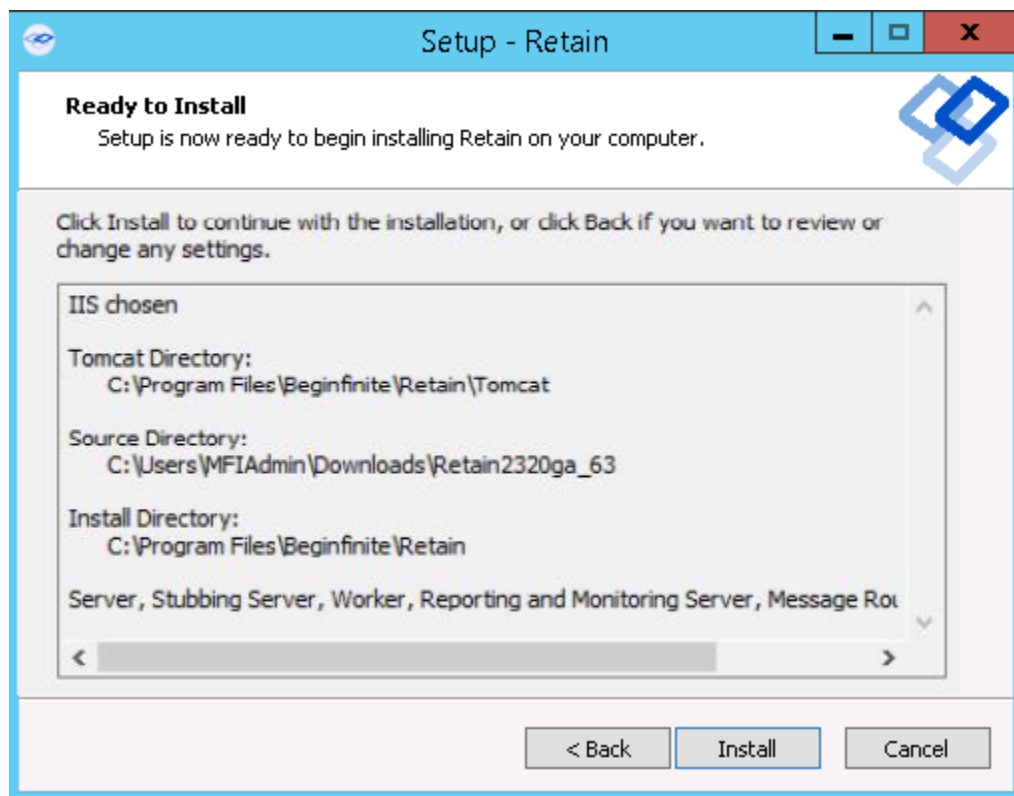 Setup - Retain
Ready to Install
Setup is now ready to begin installing Retain on your computer.
Click Install to continue with the installation, or click Back if you want to review or
change any settings.
IIS chosen
Tomcat Directory:
C:\Program Files\Beginfinite\Retain\Tomcat
Source Directory:
C:\Users\MFIAdmin\Downloads\Retain2320ga_63
Install Directory:
C:\Program Files\Beginfinite\Retain
Server, Stubbing Server, Worker, Reporting and Monitoring Server, Message Rou
< Back Install Cancel